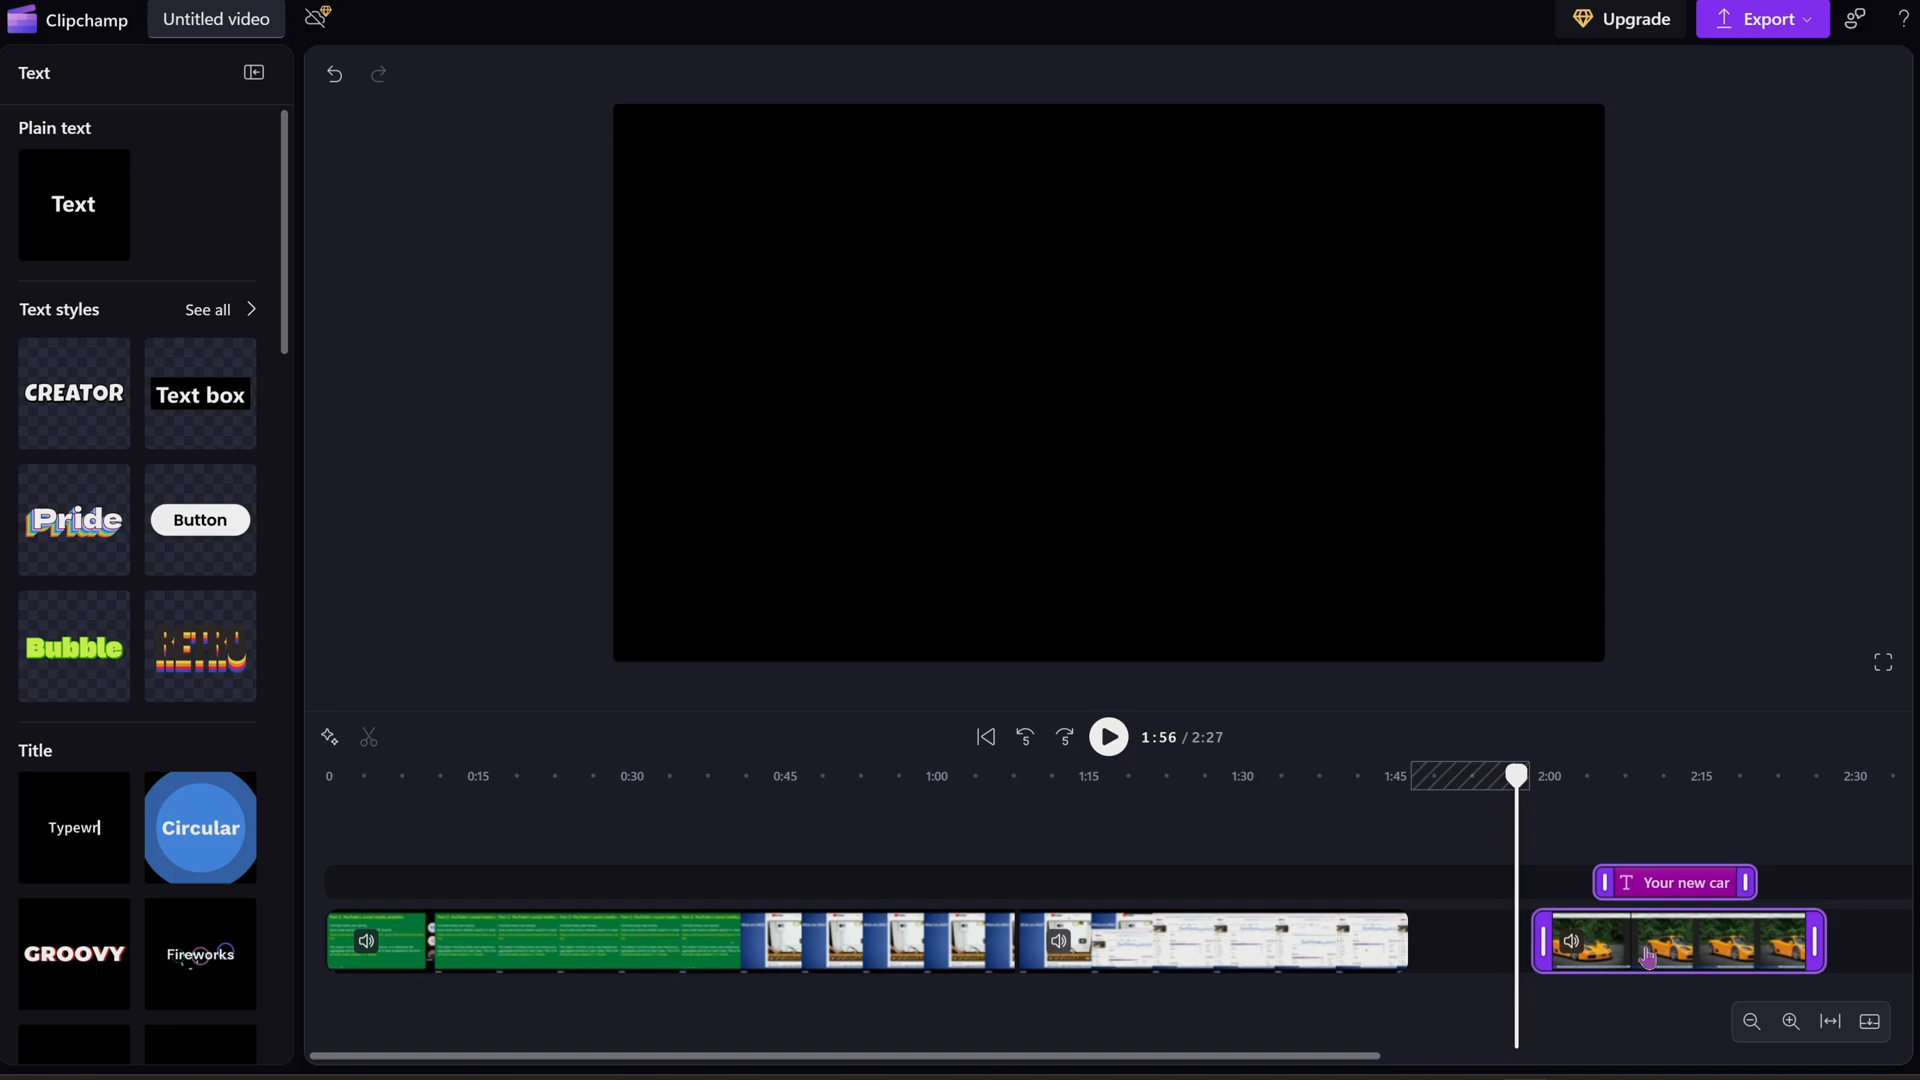 Clipchamp
Untitled video
Upgrade
Export
?
Text
Plain text
Text
Text styles
See all
CREATOR
Text box
Pride
Button
Bubble
RETRO
Title
Typewr
Circular
GROOVY
Fireworks
5
5
1:56 / 2:27
0
0:15
0:30
0:45
1:00
1:15
1:30
1:45
2:00
2:15
2:30
T Your new car